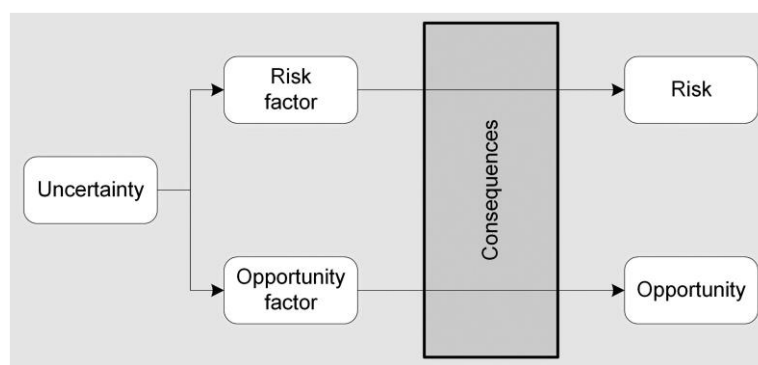 Risk
factor
Risk
Consequences
Uncertainty
Opportunity
factor
Opportunity